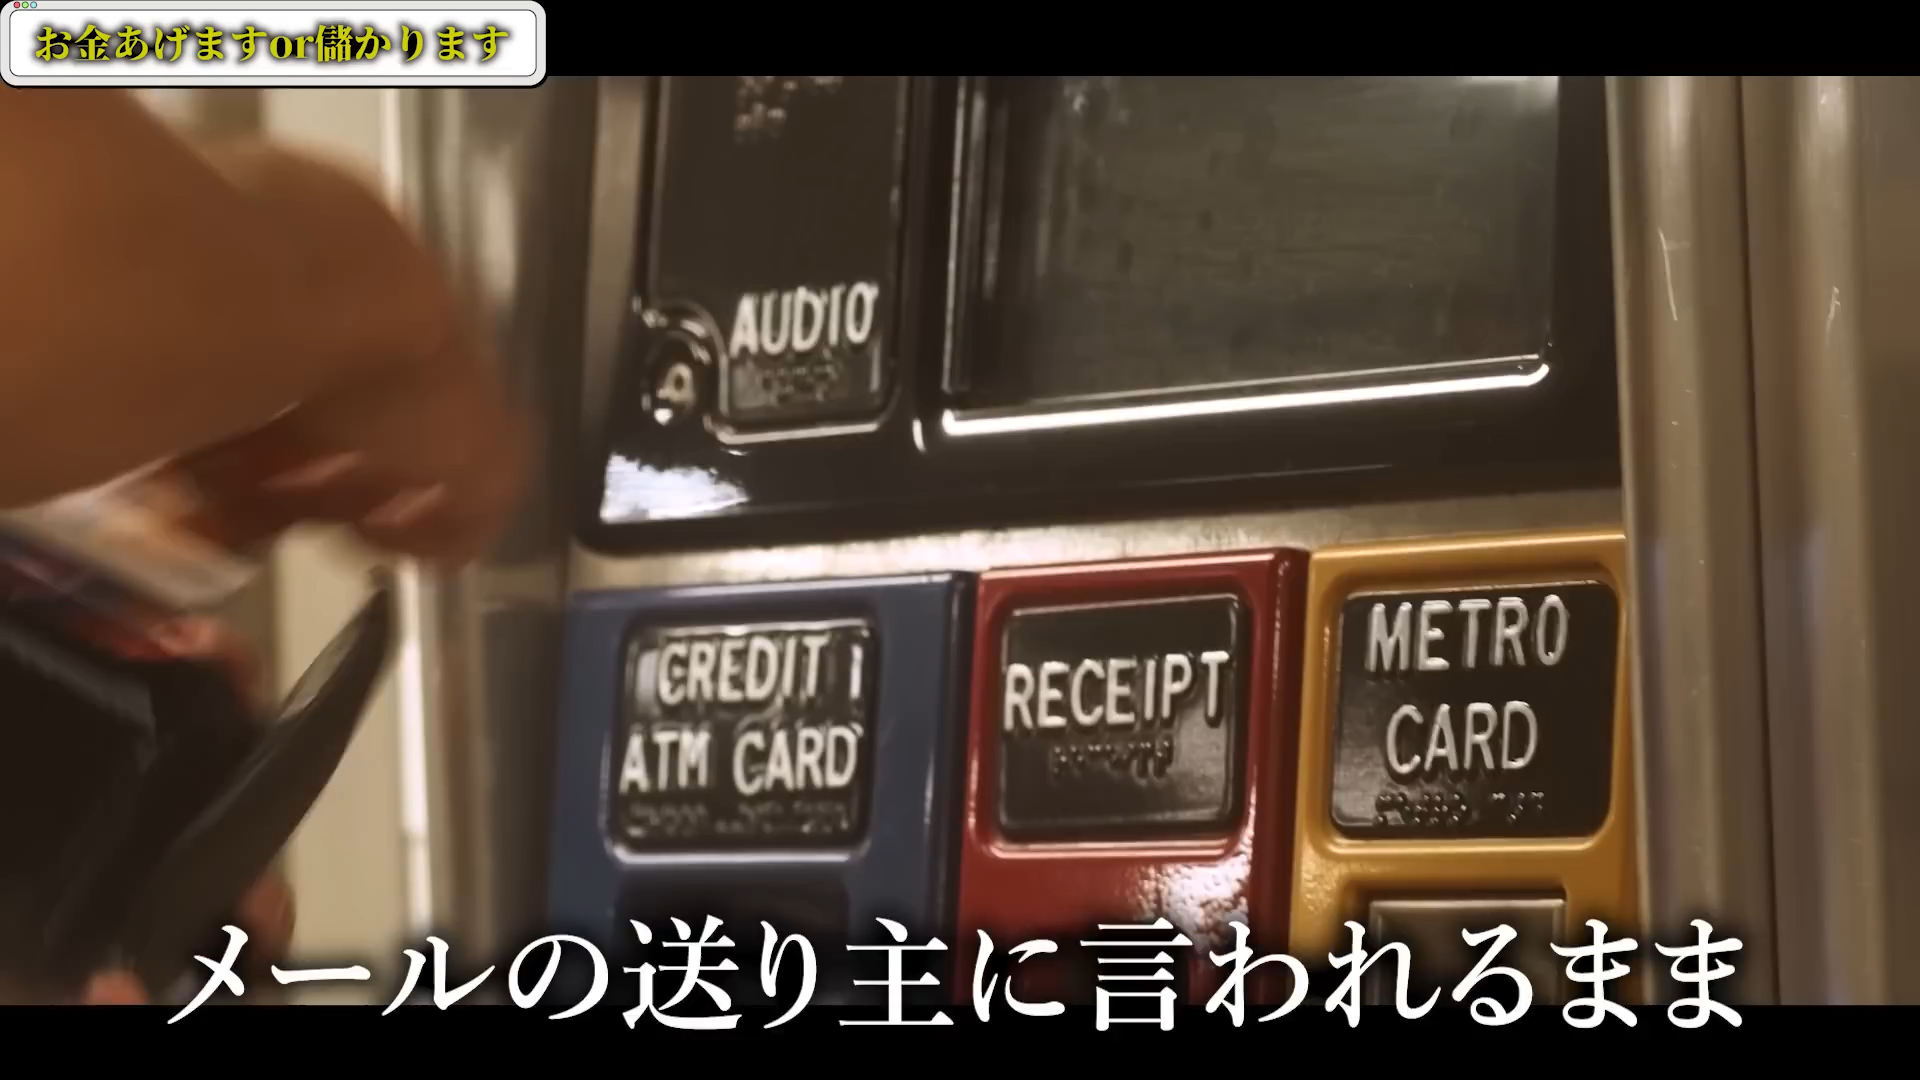 お金あげますor儲かります
AUDIO
CREDIT
ATM CARD
RECEIPT
METRO
CARD
メールの送り主に言われるまま